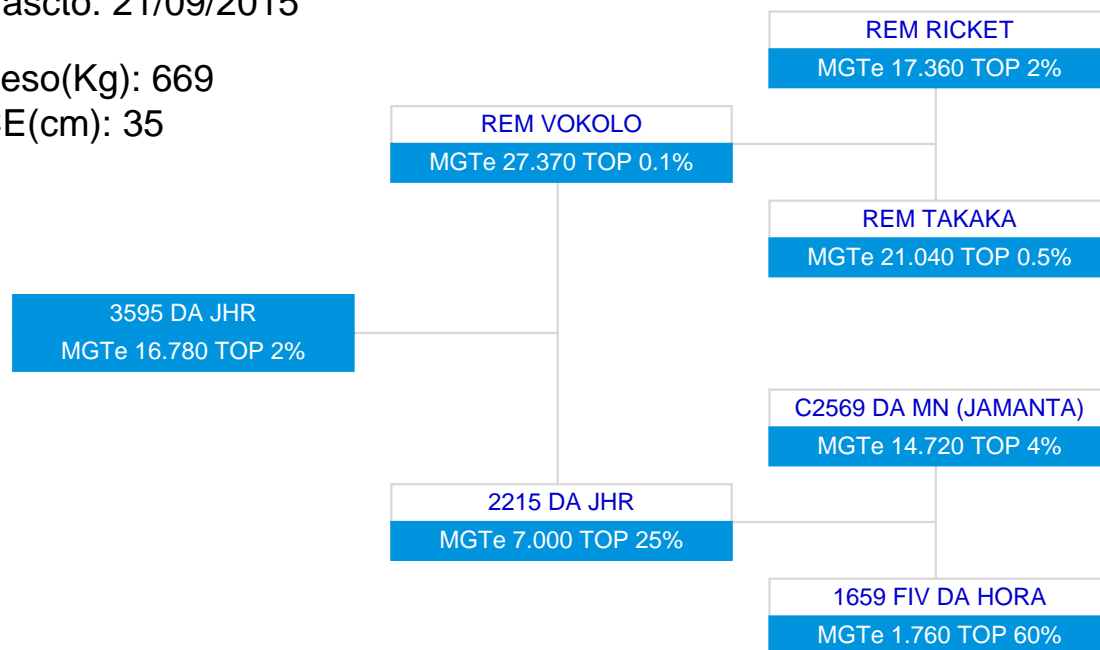 ascto: 21/09/2015
eso(Kg): 669
E(cm): 35
REM RICKET
MGTe 17.360 TOP 2%
REM VOKOLO
MGTe 27.370 TOP 0.1%
REM TAKAKA
MGTe 21.040 TOP 0.5%
3595 DA JHR
MGTe 16.780 TOP 2%
C2569 DA MN (JAMANTA)
MGTe 14.720 TOP 4%
2215 DA JHR
MGTe 7.000 TOP 25%
1659 FIV DA HORA
MGTe 1.760 TOP 60%